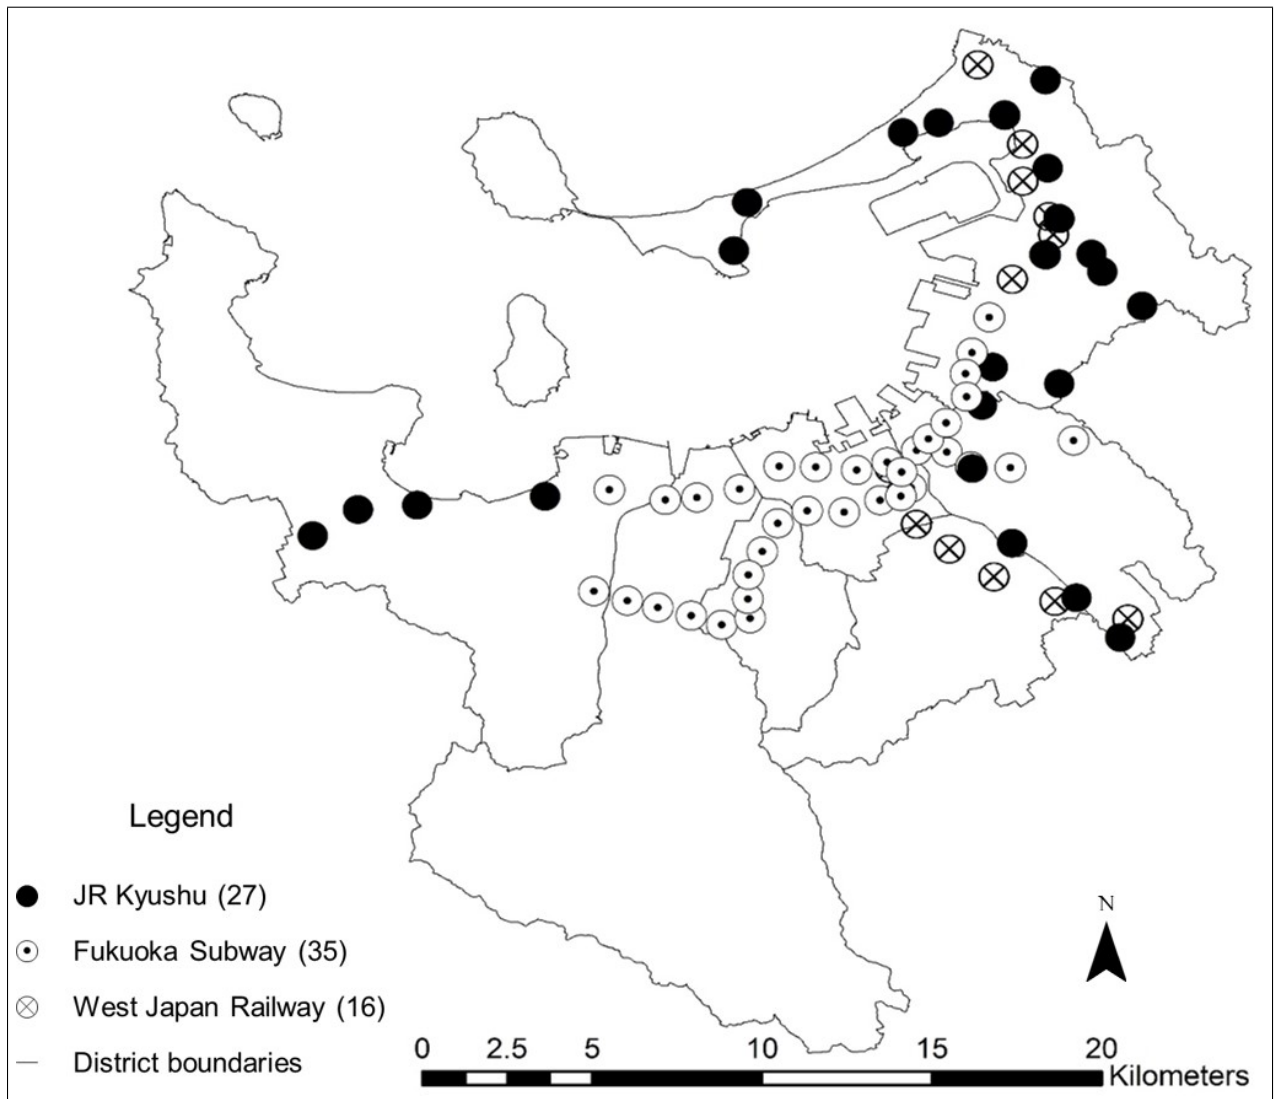 Legend
JR Kyushu (27)
Fukuoka Subway (35)
West Japan Railway (16)
District boundaries
N
0 2.5 5 10 15 20
Kilometers